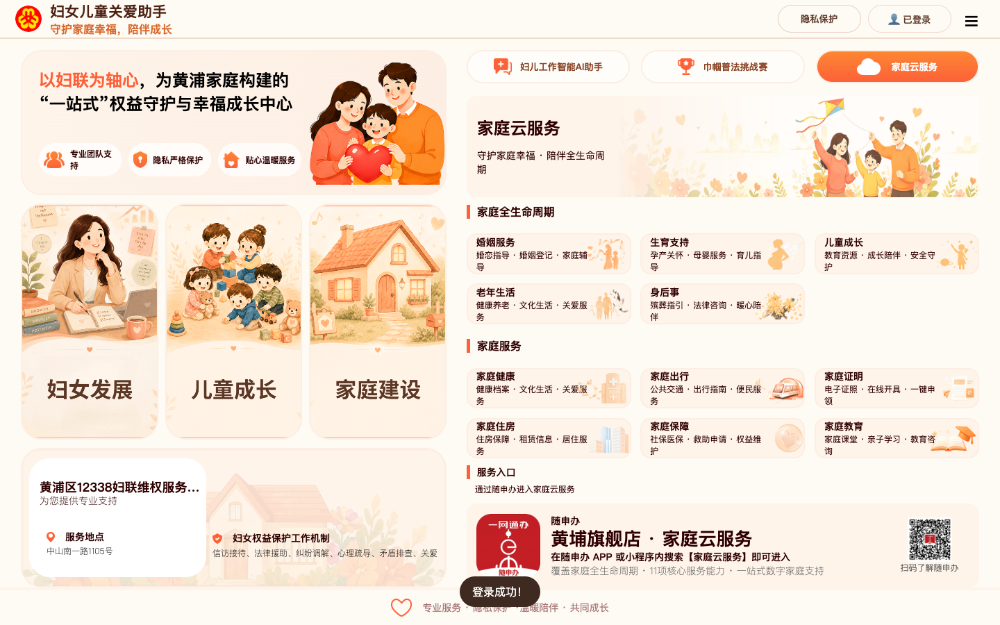 妇女儿童关爱助手
守护家庭幸福，陪伴成长
隐私保护
已登录
以妇联为轴心，为黄浦家庭构建的
“一站式”权益守护与幸福成长中心
专业团队支
持
隐私严格保护
贴心温暖服务
妇女发展
儿童成长
家庭建设
黄浦区12338妇联维权服务...
为您提供专业支持
服务地点
中山南一路1105号
妇女权益保护工作机制
信访接待、法律援助、纠纷调解、心理疏导、矛盾排查、关爱
妇儿工作智能AI助手
巾帼普法挑战赛
家庭云服务
家庭云服务
守护家庭幸福 · 陪伴全生命周
期
家庭全生命周期
婚姻服务
婚恋指导 · 婚姻登记 · 家庭辅
导
生育支持
孕产关怀 · 母婴服务 · 育儿指
导
儿童成长
教育资源 · 成长陪伴 · 安全守
护
老年生活
健康养老 · 文化生活 · 关爱服
务
身后事
殡葬指引 · 法律咨询 · 暖心陪
伴
家庭服务
家庭健康
健康档案 · 文化生活 · 关爱服
务
家庭出行
公共交通 · 出行指南 · 便民服
务
家庭证明
电子证照 · 在线开具 · 一键申
领
家庭住房
住房保障 · 租赁信息 · 居住服
务
家庭保障
社保医保 · 救助申请 · 权益维
护
家庭教育
家庭课堂 · 亲子学习 · 教育咨
询
服务入口
通过随申办进入家庭云服务
一网通办
随申办
随申办
黄埔旗舰店 · 家庭云服务
在随申办 APP 或小程序内搜索【家庭云服务】即可进入
覆盖家庭全生命周期 · 11项核心服务能力 · 一站式数字家庭支持
扫码了解随申办
登录成功!
专业服务 · 隐私保护 · 温暖陪伴 · 共同成长